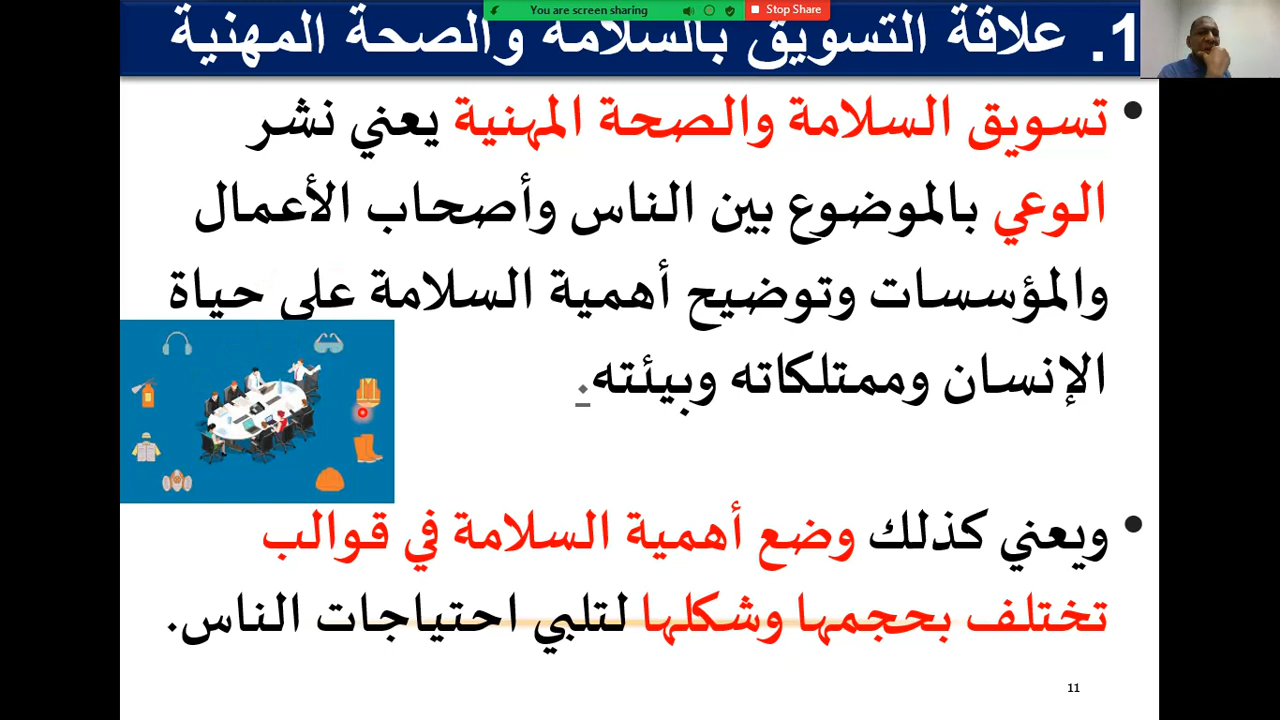 You are screen sharing
Stop Share
1. علاقة التسويق بالسلامة والصحة المهنية
• تسويق السلامة والصحة المهنية يعني نشر
الوعي بالموضوع بين الناس وأصحاب الأعمال
والمؤسسات وتوضيح أهمية السلامة على حياة
الإنسان وممتلكاته وبيئته.
• ويعني كذلك وضع أهمية السلامة في قوالب
تختلف بحجمها وشكلها لتلبي احتياجات الناس.
11